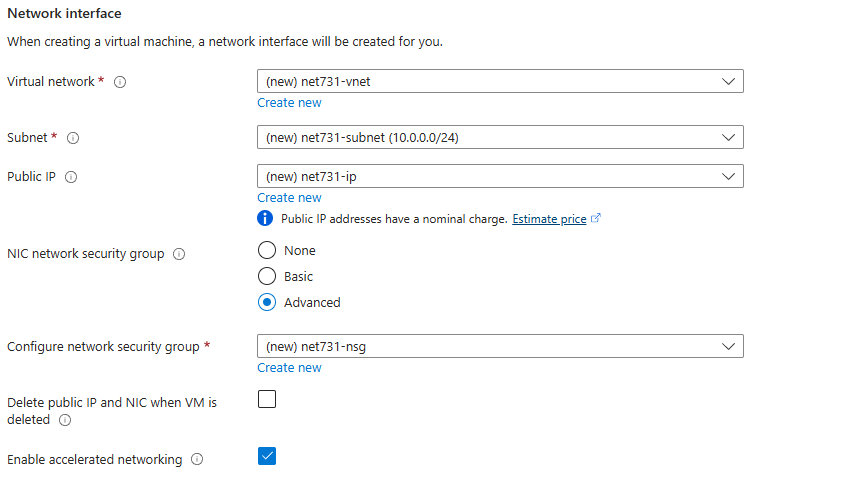 Network interface
When creating a virtual machine, a network interface will be created for you.
Virtual network *
(new) net731-vnet
Create new
Subnet *
(new) net731-subnet (10.0.0.0/24)
Public IP
(new) net731-ip
Create new
Public IP addresses have a nominal charge. Estimate price
NIC network security group
None
Basic
Advanced
Configure network security group *
(new) net731-nsg
Create new
Delete public IP and NIC when VM is
deleted
Enable accelerated networking